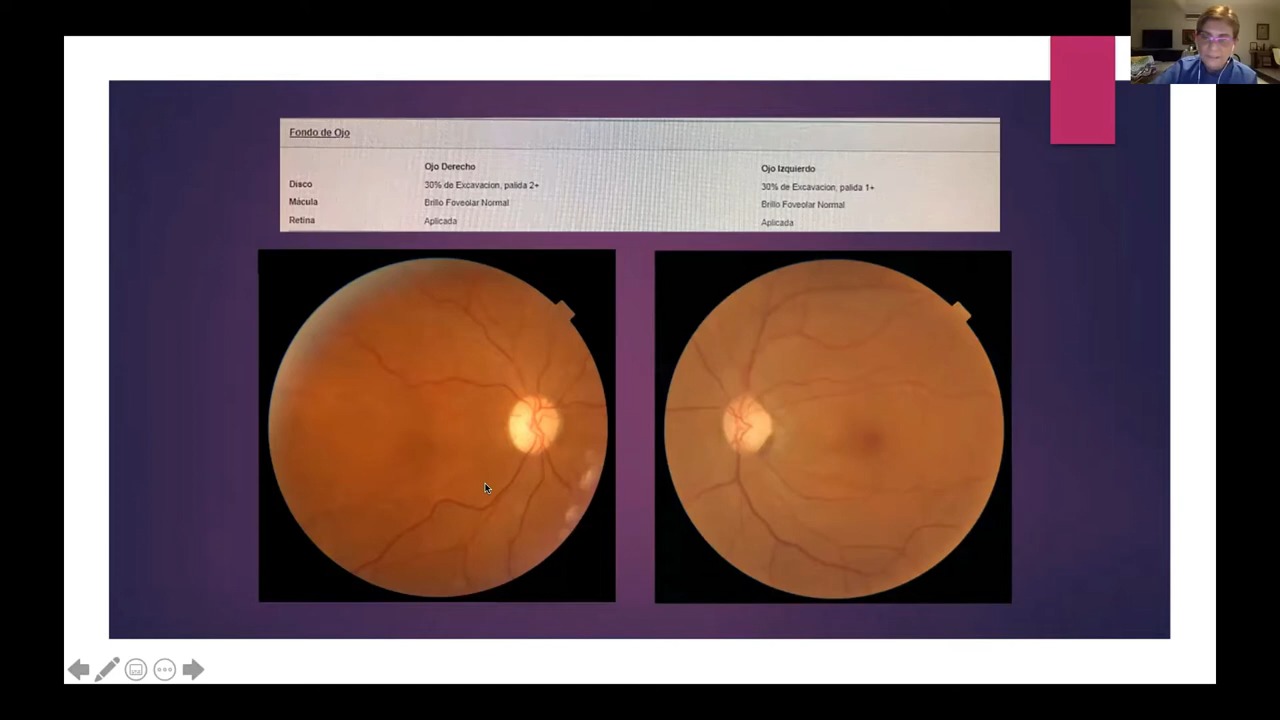 Fondo de Ojo
Ojo Derecho Ojo Izquierdo
Disco 30% de Excavacion, palida 2+ 30% de Excavacion, palida 1+
Mácula Brillo Foveolar Normal Brillo Foveolar Normal
Retina Aplicada Aplicada